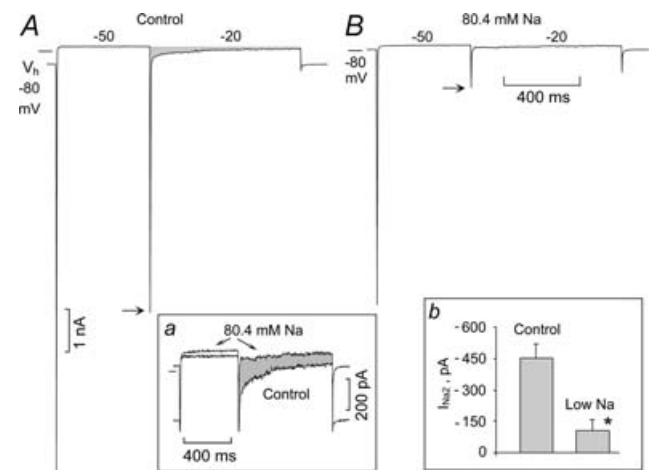 A
Control
-50
-20
Vh
-80
mV
1 nA
B
80.4 mM Na
-50
-20
-80
mV
400 ms
a
80.4 mM Na
Control
200 pA
400 ms
b
- 600
- 450
- 300
- 150
0
INa2 , pA
Control
Low Na
*